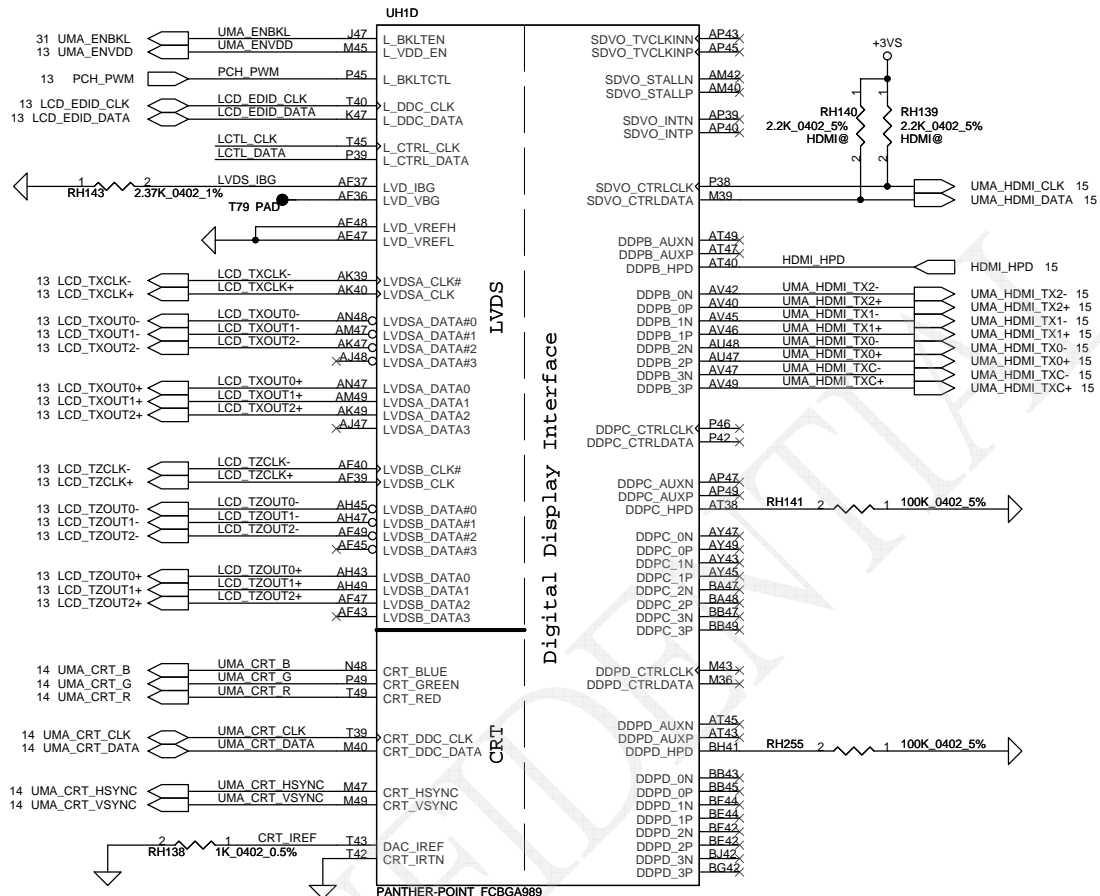 UH1D
31 UMA_ENBKL UMA_ENBKL J47 L_BKLTEN
13 UMA_ENVDD UMA_ENVDD M45 L_VDD_EN
13 PCH_PWM PCH_PWM P45 L_BKLTCTL
13 LCD_EDID_CLK LCD_EDID_CLK T40 L_DDC_CLK
13 LCD_EDID_DATA LCD_EDID_DATA K47 L_DDC_DATA
LCTL_CLK T45 L_CTRL_CLK
LCTL_DATA P39 L_CTRL_DATA
1 2 LVDS_IBG AF37 LVD_IBG
RH143 2.37K_0402_1%
T79 PAD AF36 LVD_VBG
AE48 LVD_VREFH
AE47 LVD_VREFL
13 LCD_TXCLK- LCD_TXCLK- AK39 LVDSA_CLK#
13 LCD_TXCLK+ LCD_TXCLK+ AK40 LVDSA_CLK
13 LCD_TXOUT0- LCD_TXOUT0- AN48 LVDSA_DATA#0
13 LCD_TXOUT1- LCD_TXOUT1- AM47 LVDSA_DATA#1
13 LCD_TXOUT2- LCD_TXOUT2- AK47 LVDSA_DATA#2
AJ48 LVDSA_DATA#3
13 LCD_TXOUT0+ LCD_TXOUT0+ AN47 LVDSA_DATA0
13 LCD_TXOUT1+ LCD_TXOUT1+ AM49 LVDSA_DATA1
13 LCD_TXOUT2+ LCD_TXOUT2+ AK49 LVDSA_DATA2
AJ47 LVDSA_DATA3
13 LCD_TZCLK- LCD_TZCLK- AF40 LVDSB_CLK#
13 LCD_TZCLK+ LCD_TZCLK+ AF39 LVDSB_CLK
13 LCD_TZOUT0- LCD_TZOUT0- AH45 LVDSB_DATA#0
13 LCD_TZOUT1- LCD_TZOUT1- AH47 LVDSB_DATA#1
13 LCD_TZOUT2- LCD_TZOUT2- AF49 LVDSB_DATA#2
AF45 LVDSB_DATA#3
13 LCD_TZOUT0+ LCD_TZOUT0+ AH43 LVDSB_DATA0
13 LCD_TZOUT1+ LCD_TZOUT1+ AH49 LVDSB_DATA1
13 LCD_TZOUT2+ LCD_TZOUT2+ AF47 LVDSB_DATA2
AF43 LVDSB_DATA3
14 UMA_CRT_B UMA_CRT_B N48 CRT_BLUE
14 UMA_CRT_G UMA_CRT_G P49 CRT_GREEN
14 UMA_CRT_R UMA_CRT_R T49 CRT_RED
14 UMA_CRT_CLK UMA_CRT_CLK T39 CRT_DDC_CLK
14 UMA_CRT_DATA UMA_CRT_DATA M40 CRT_DDC_DATA
14 UMA_CRT_HSYNC UMA_CRT_HSYNC M47 CRT_HSYNC
14 UMA_CRT_VSYNC UMA_CRT_VSYNC M49 CRT_VSYNC
2 1 CRT_IREF T43 DAC_IREF
RH138 1K_0402_0.5% T42 CRT_IRTN
LVDS
CRT
Digital Display Interface
SDVO_TVCLKINN AP43
SDVO_TVCLKINP AP45
SDVO_STALLN AM42
SDVO_STALLP AM40
SDVO_INTN AP39
SDVO_INTP AP40
+3VS
1 1
RH140 RH139
2.2K_0402_5% 2.2K_0402_5%
HDMI@ HDMI@
2 2
SDVO_CTRLCLK P38 UMA_HDMI_CLK 15
SDVO_CTRLDATA M39 UMA_HDMI_DATA 15
DDPB_AUXN AT49
DDPB_AUXP AT47
DDPB_HPD AT40 HDMI_HPD HDMI_HPD 15
DDPB_0N AV42 UMA_HDMI_TX2- UMA_HDMI_TX2- 15
DDPB_0P AV40 UMA_HDMI_TX2+ UMA_HDMI_TX2+ 15
DDPB_1N AV45 UMA_HDMI_TX1- UMA_HDMI_TX1- 15
DDPB_1P AV46 UMA_HDMI_TX1+ UMA_HDMI_TX1+ 15
DDPB_2N AU48 UMA_HDMI_TX0- UMA_HDMI_TX0- 15
DDPB_2P AU47 UMA_HDMI_TX0+ UMA_HDMI_TX0+ 15
DDPB_3N AV47 UMA_HDMI_TXC- UMA_HDMI_TXC- 15
DDPB_3P AV49 UMA_HDMI_TXC+ UMA_HDMI_TXC+ 15
DDPC_CTRLCLK P46
DDPC_CTRLDATA P42
DDPC_AUXN AP47
DDPC_AUXP AP49
DDPC_HPD AT38 RH141 2 1 100K_0402_5%
DDPC_0N AY47
DDPC_0P AY49
DDPC_1N AY43
DDPC_1P AY45
DDPC_2N BA47
DDPC_2P BA48
DDPC_3N BB47
DDPC_3P BB49
DDPD_CTRLCLK M43
DDPD_CTRLDATA M36
DDPD_AUXN AT45
DDPD_AUXP AT43
DDPD_HPD BH41 RH255 2 1 100K_0402_5%
DDPD_0N BB43
DDPD_0P BB45
DDPD_1N BF44
DDPD_1P BE44
DDPD_2N BF42
DDPD_2P BE42
DDPD_3N BJ42
DDPD_3P BG42
PANTHER-POINT_FCBGA989